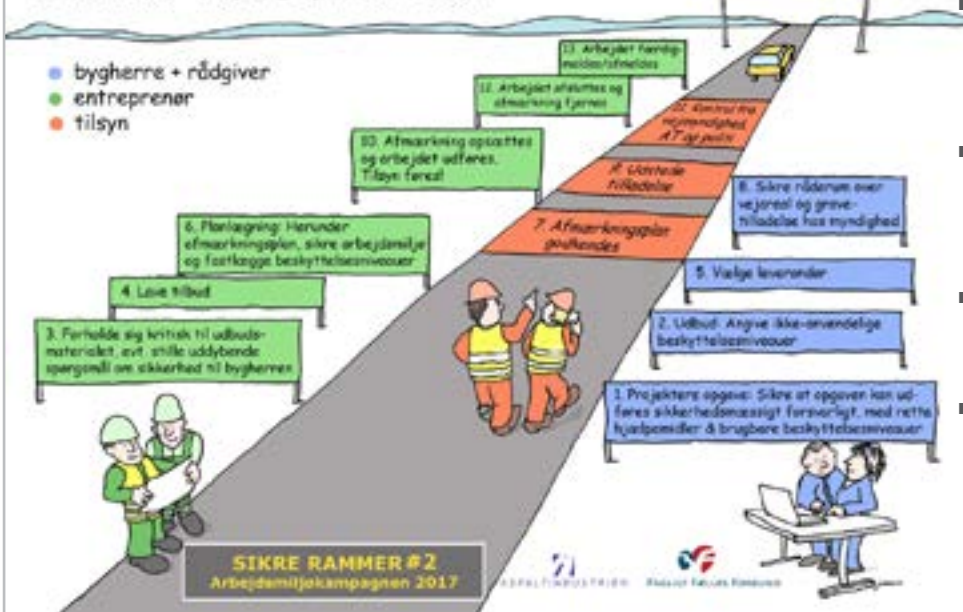 bygherre + rådgiver
entreprenør
tilsyn
13. Arbejdet færdig-
meldes/afmeldes
12. Arbejdet afsluttes og
afmærkning fjernes
11. Kontrol fra
vejmyndighed,
AT og politi
10. Afmærkning opsættes
og arbejdet udføres.
Tilsyn føres!
9. Udstede
tilladelse
8. Sikre råderum over
vejareal og grave-
tilladelse hos myndighed
7. Afmærkningsplan
godkendes
6. Planlægning: Herunder
afmærkningsplan, sikre arbejdsmiljø
og fastlægge beskyttelsesniveauer
5. Vælge leverandør
4. Lave tilbud
3. Forholde sig kritisk til udbuds-
materialet, evt. stille uddybende
spørgsmål om sikkerhed til bygherren
2. Udbud: Angive ikke-anvendelige
beskyttelsesniveauer
1. Projektere opgave: Sikre at opgaven kan ud-
føres sikkerhedsmæssigt forsvarligt, med rette
hjælpemidler & brugbare beskyttelsesniveauer
SIKRE RAMMER #2
Arbejdsmiljøkampagnen 2017
ASFALTINDUSTRIEN
FAGLIGT FÆLLES FORBUND